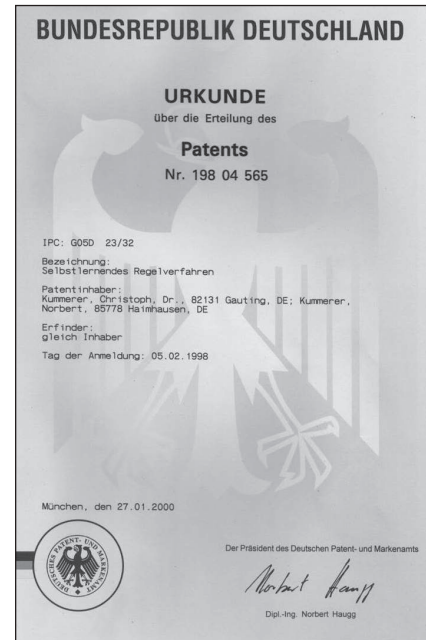 BUNDESREPUBLIK DEUTSCHLAND
URKUNDE
über die Erteilung des
Patents
Nr. 198 04 565
IPC: G05D 23/32
Bezeichnung:
Selbstlernendes Regelverfahren
Patentinhaber:
Kummerer, Christoph, Dr., 82131 Gauting, DE; Kummerer,
Norbert, 85778 Haimhausen, DE
Erfinder:
gleich Inhaber
Tag der Anmeldung: 05.02.1998
München, den 27.01.2000
DEUTSCHES PATENT- UND MARKENAMT
Der Präsident des Deutschen Patent- und Markenamts
Norbert Haugg
Dipl.-Ing. Norbert Haugg